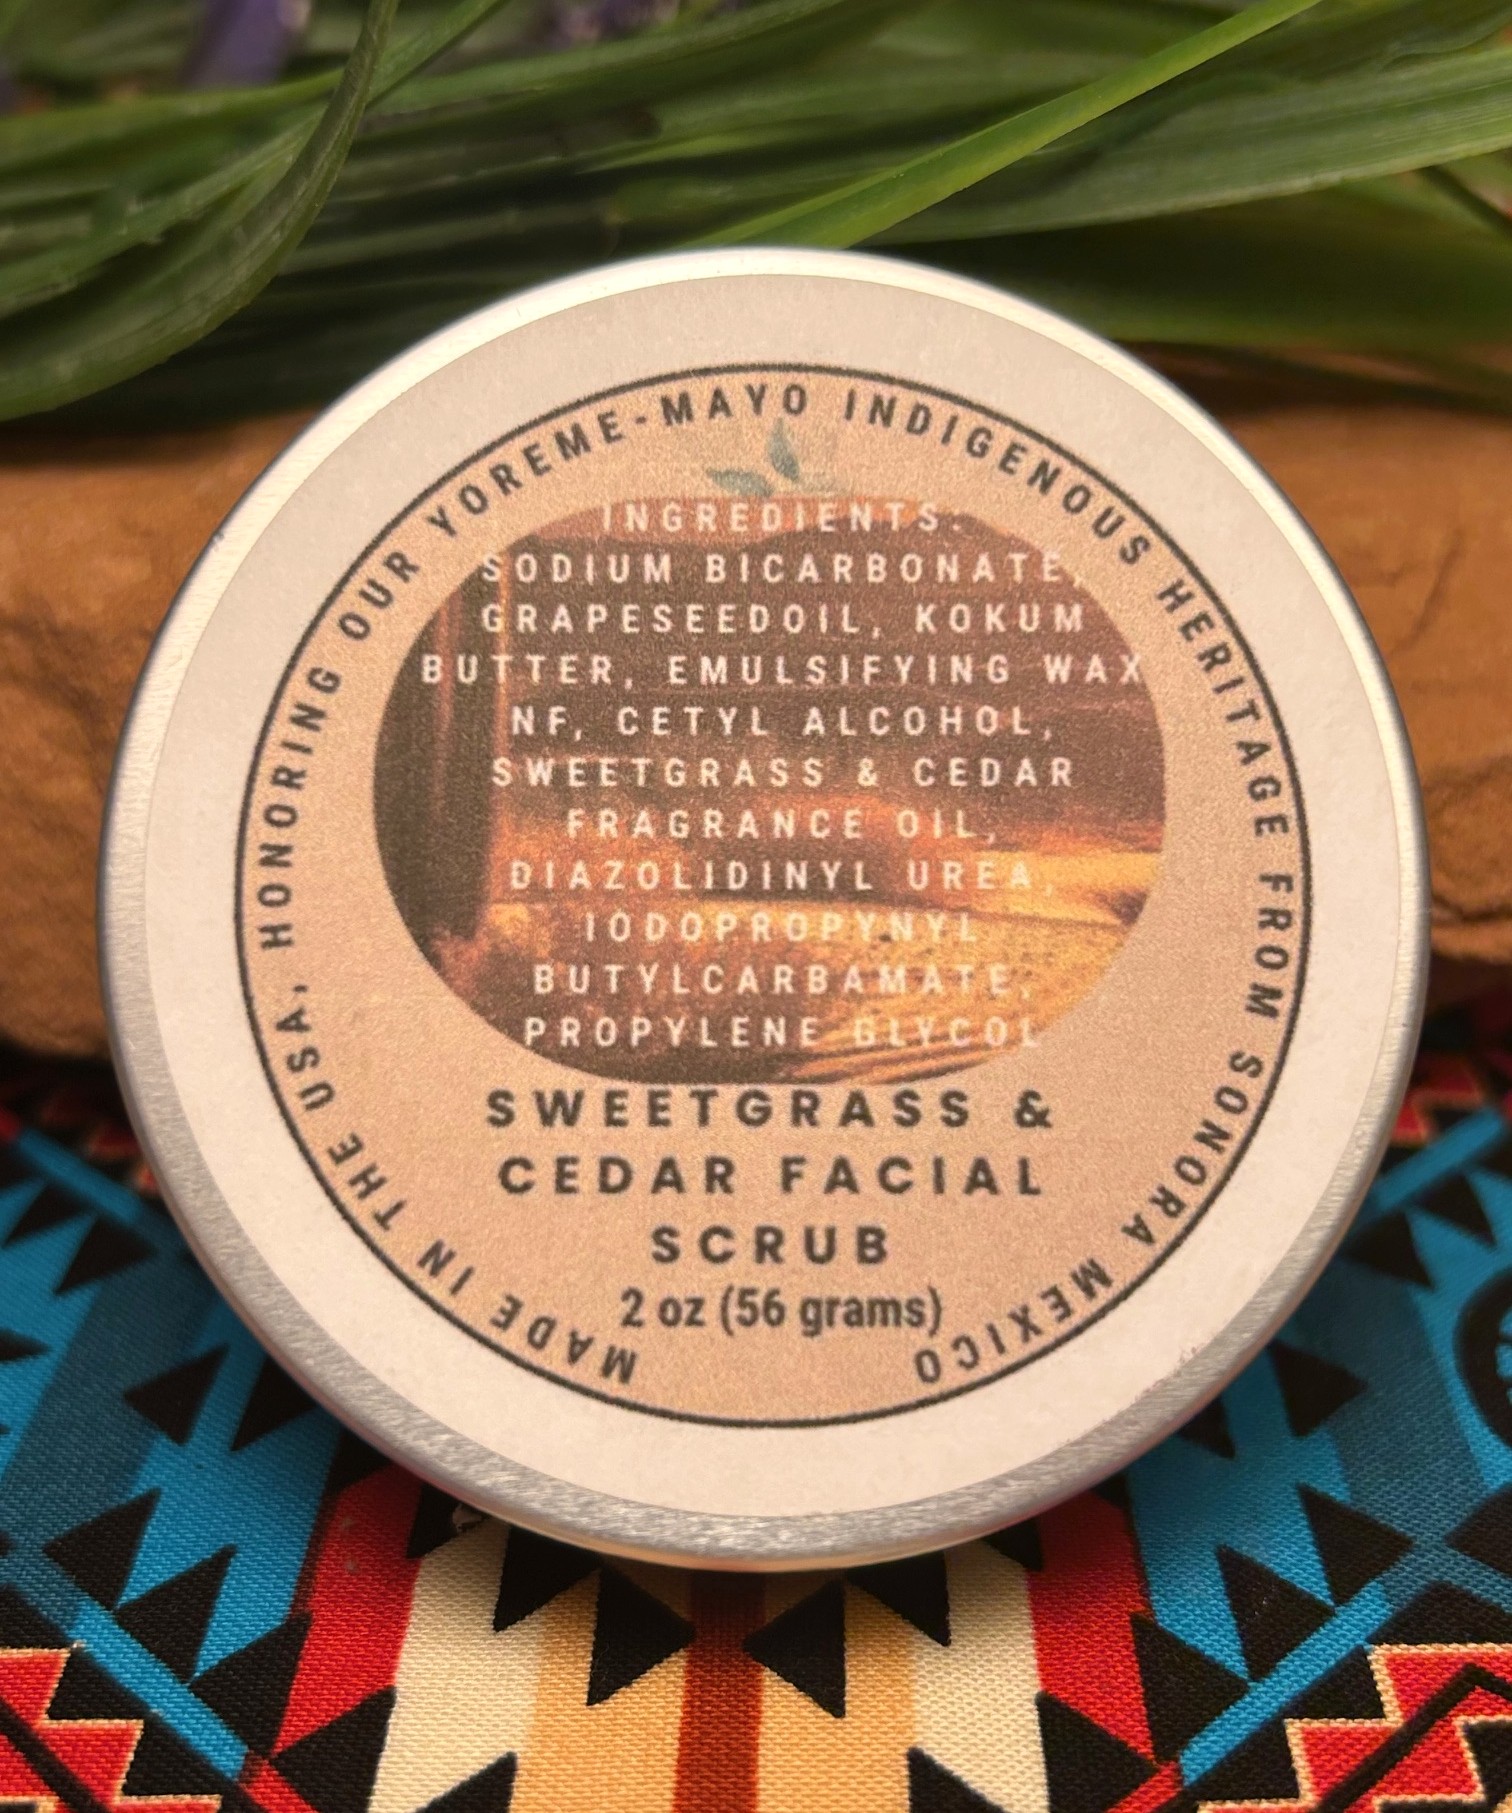 MADE IN THE USA, HONORING OUR YOREME-MAYO INDIGENOUS HERITAGE FROM SONORA MEXICO
INGREDIENTS:
SODIUM BICARBONATE,
GRAPESEEDOIL, KOKUM
BUTTER, EMULSIFYING WAX
NF, CETYL ALCOHOL,
SWEETGRASS & CEDAR
FRAGRANCE OIL,
DIAZOLIDINYL UREA,
IODOPROPYNYL
BUTYLCARBAMATE,
PROPYLENE GLYCOL
SWEETGRASS &
CEDAR FACIAL
SCRUB
2 oz (56 grams)